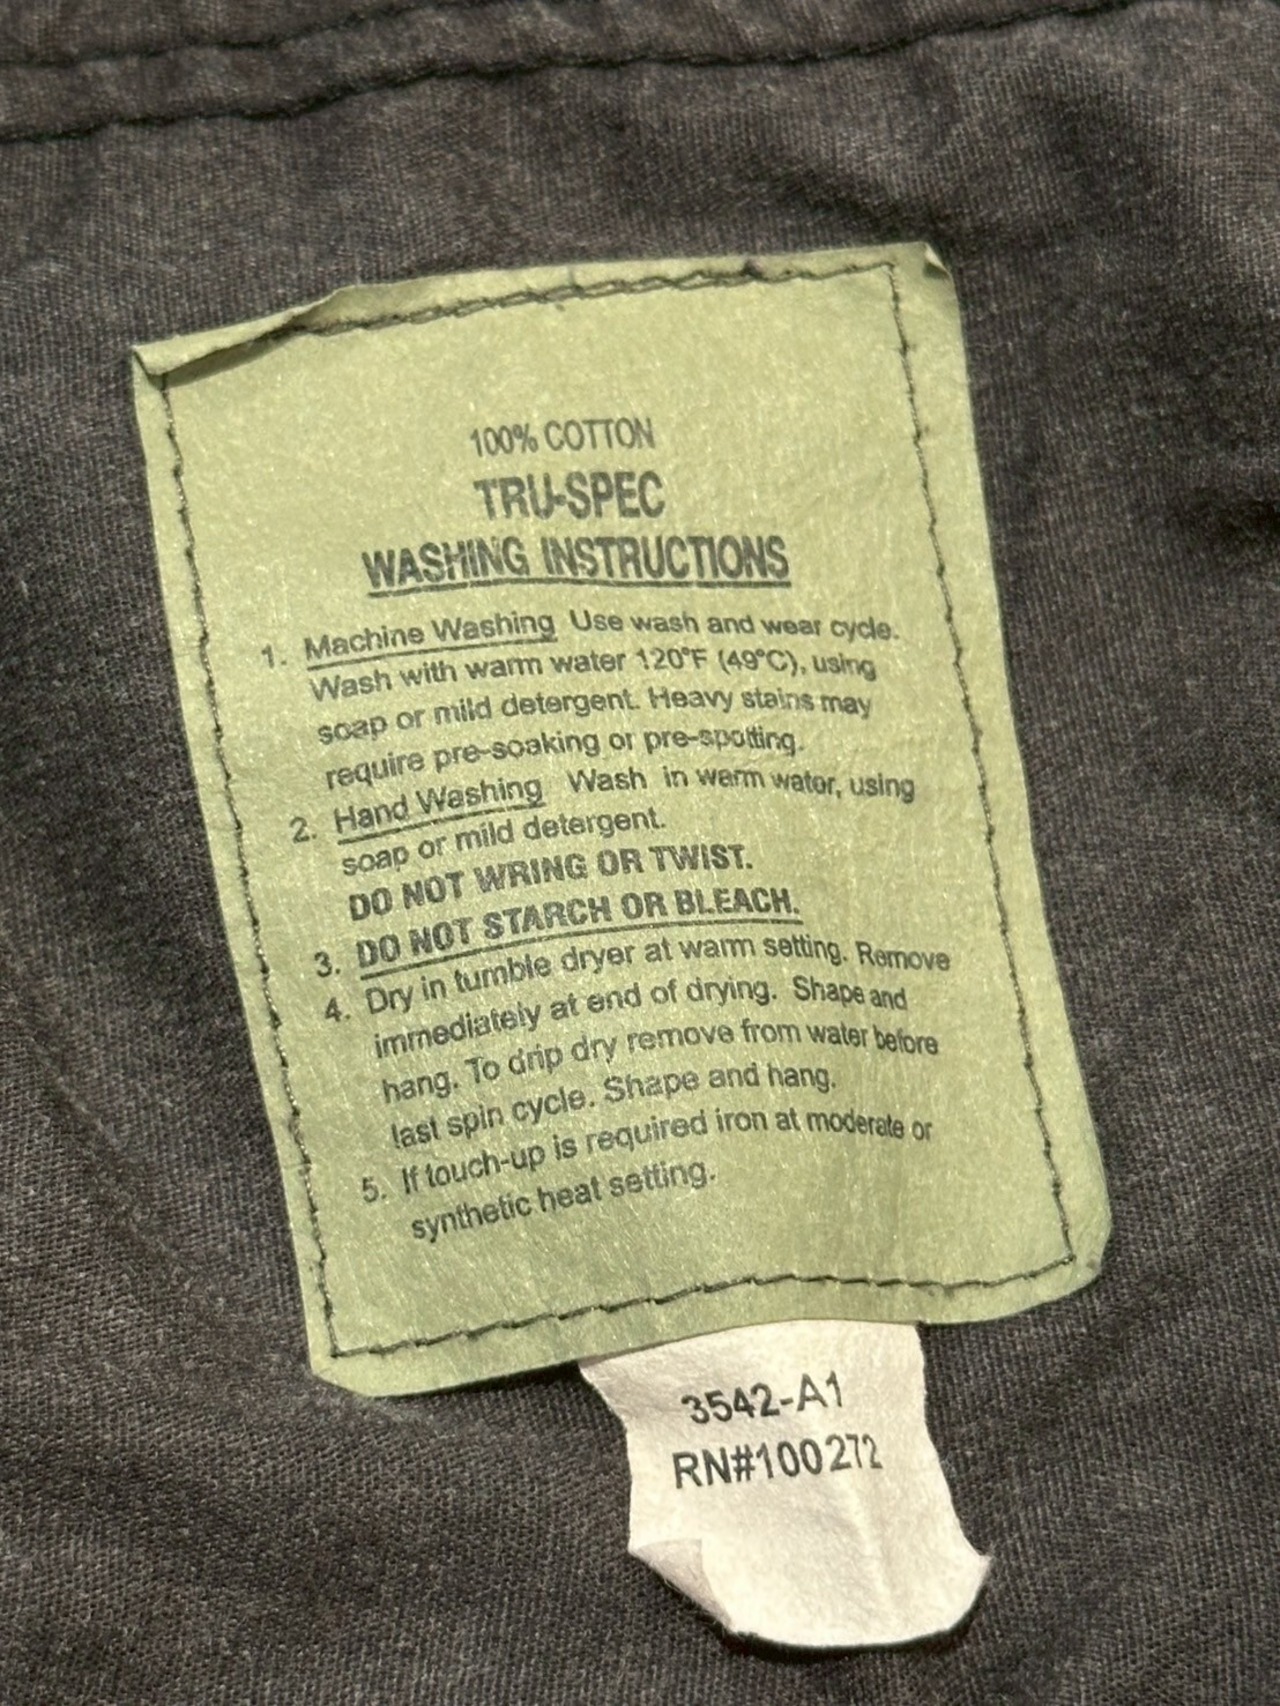 100% COTTON
TRU-SPEC
WASHING INSTRUCTIONS
1. Machine Washing Use wash and wear cycle.
Wash with warm water 120°F (49°C), using
soap or mild detergent. Heavy stains may
require pre-soaking or pre-spotting.
2. Hand Washing Wash in warm water, using
soap or mild detergent.
DO NOT WRING OR TWIST.
3. DO NOT STARCH OR BLEACH.
4. Dry in tumble dryer at warm setting. Remove
immediately at end of drying. Shape and
hang. To drip dry remove from water before
last spin cycle. Shape and hang.
5. If touch-up is required iron at moderate or
synthetic heat setting.
3542-A1
RN#100272